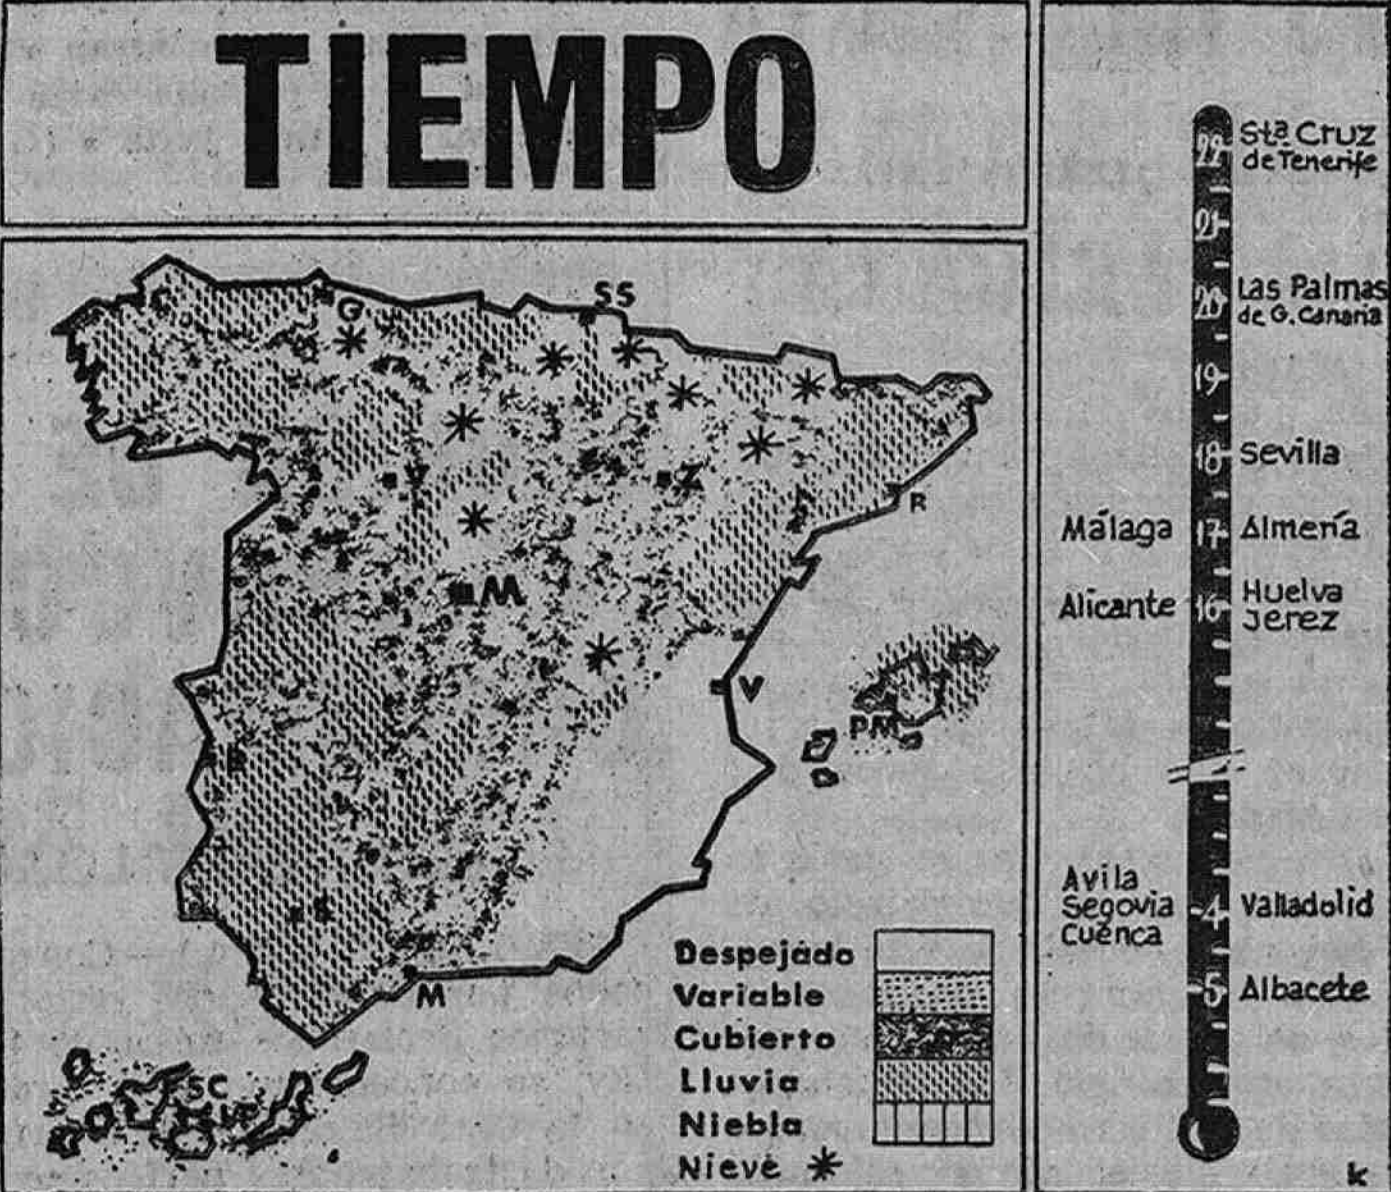 TIEMPO
C
G
SS
V
Z
R
M
V
PM
B
S
M
SC
LP
Despejado
Variable
Cubierto
Lluvia
Niebla
Nieve
22 Stª Cruz
de Tenerife
21
20 Las Palmas
de G. Canaria
19
18 Sevilla
Málaga 17 Almería
Alicante 16 Huelva
Jerez
Avila
Segovia -4 Valladolid
Cuenca
-5 Albacete
k